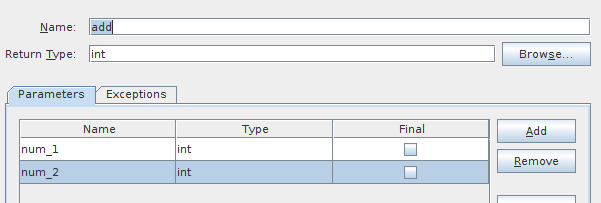 Name: add
Return Type: int Browse...
Parameters Exceptions
Name Type Final
num_1 int
num_2 int
Add
Remove